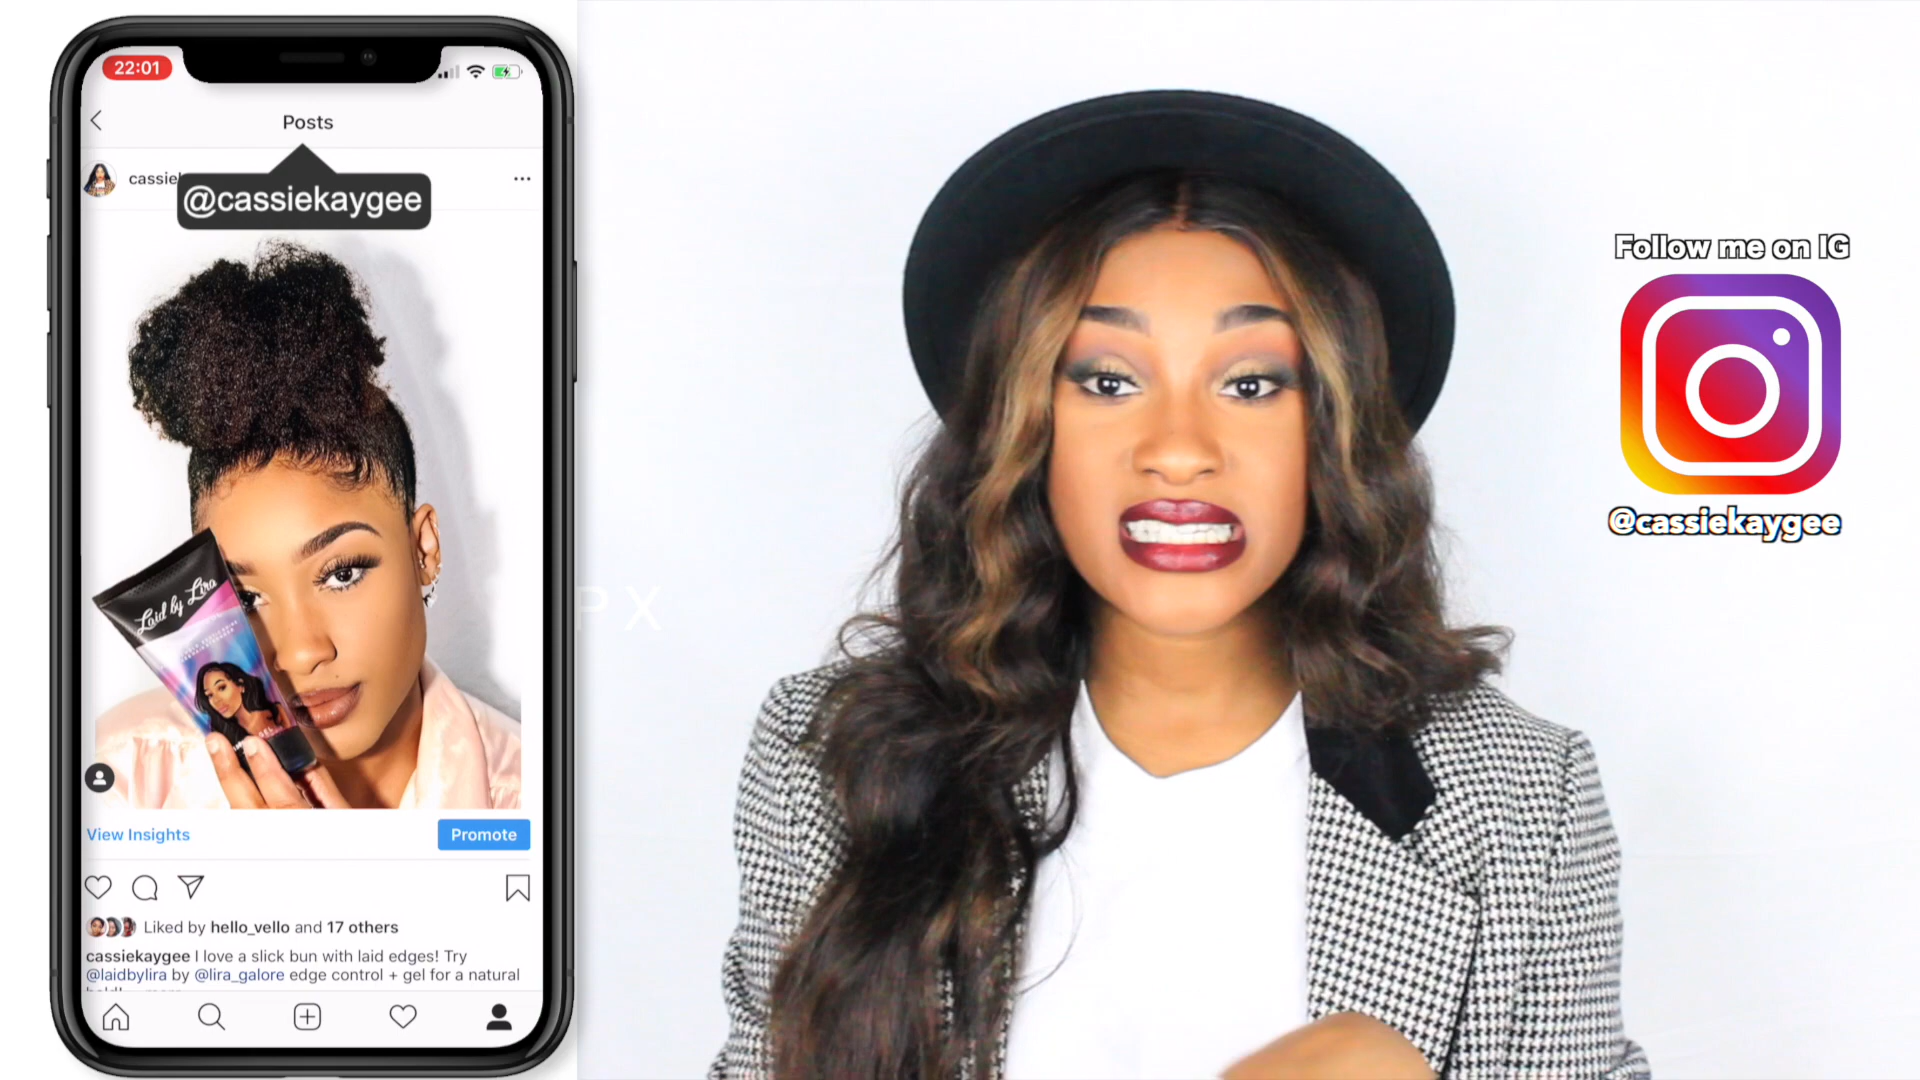 22:01
Posts
cassie
@cassiekaygee
Laid by Lira
View Insights
Promote
Liked by hello_vello and 17 others
cassiekaygee I love a slick bun with laid edges! Try
@laidbylira by @lira_galore edge control + gel for a natural
PX
Follow me on IG
@cassiekaygee